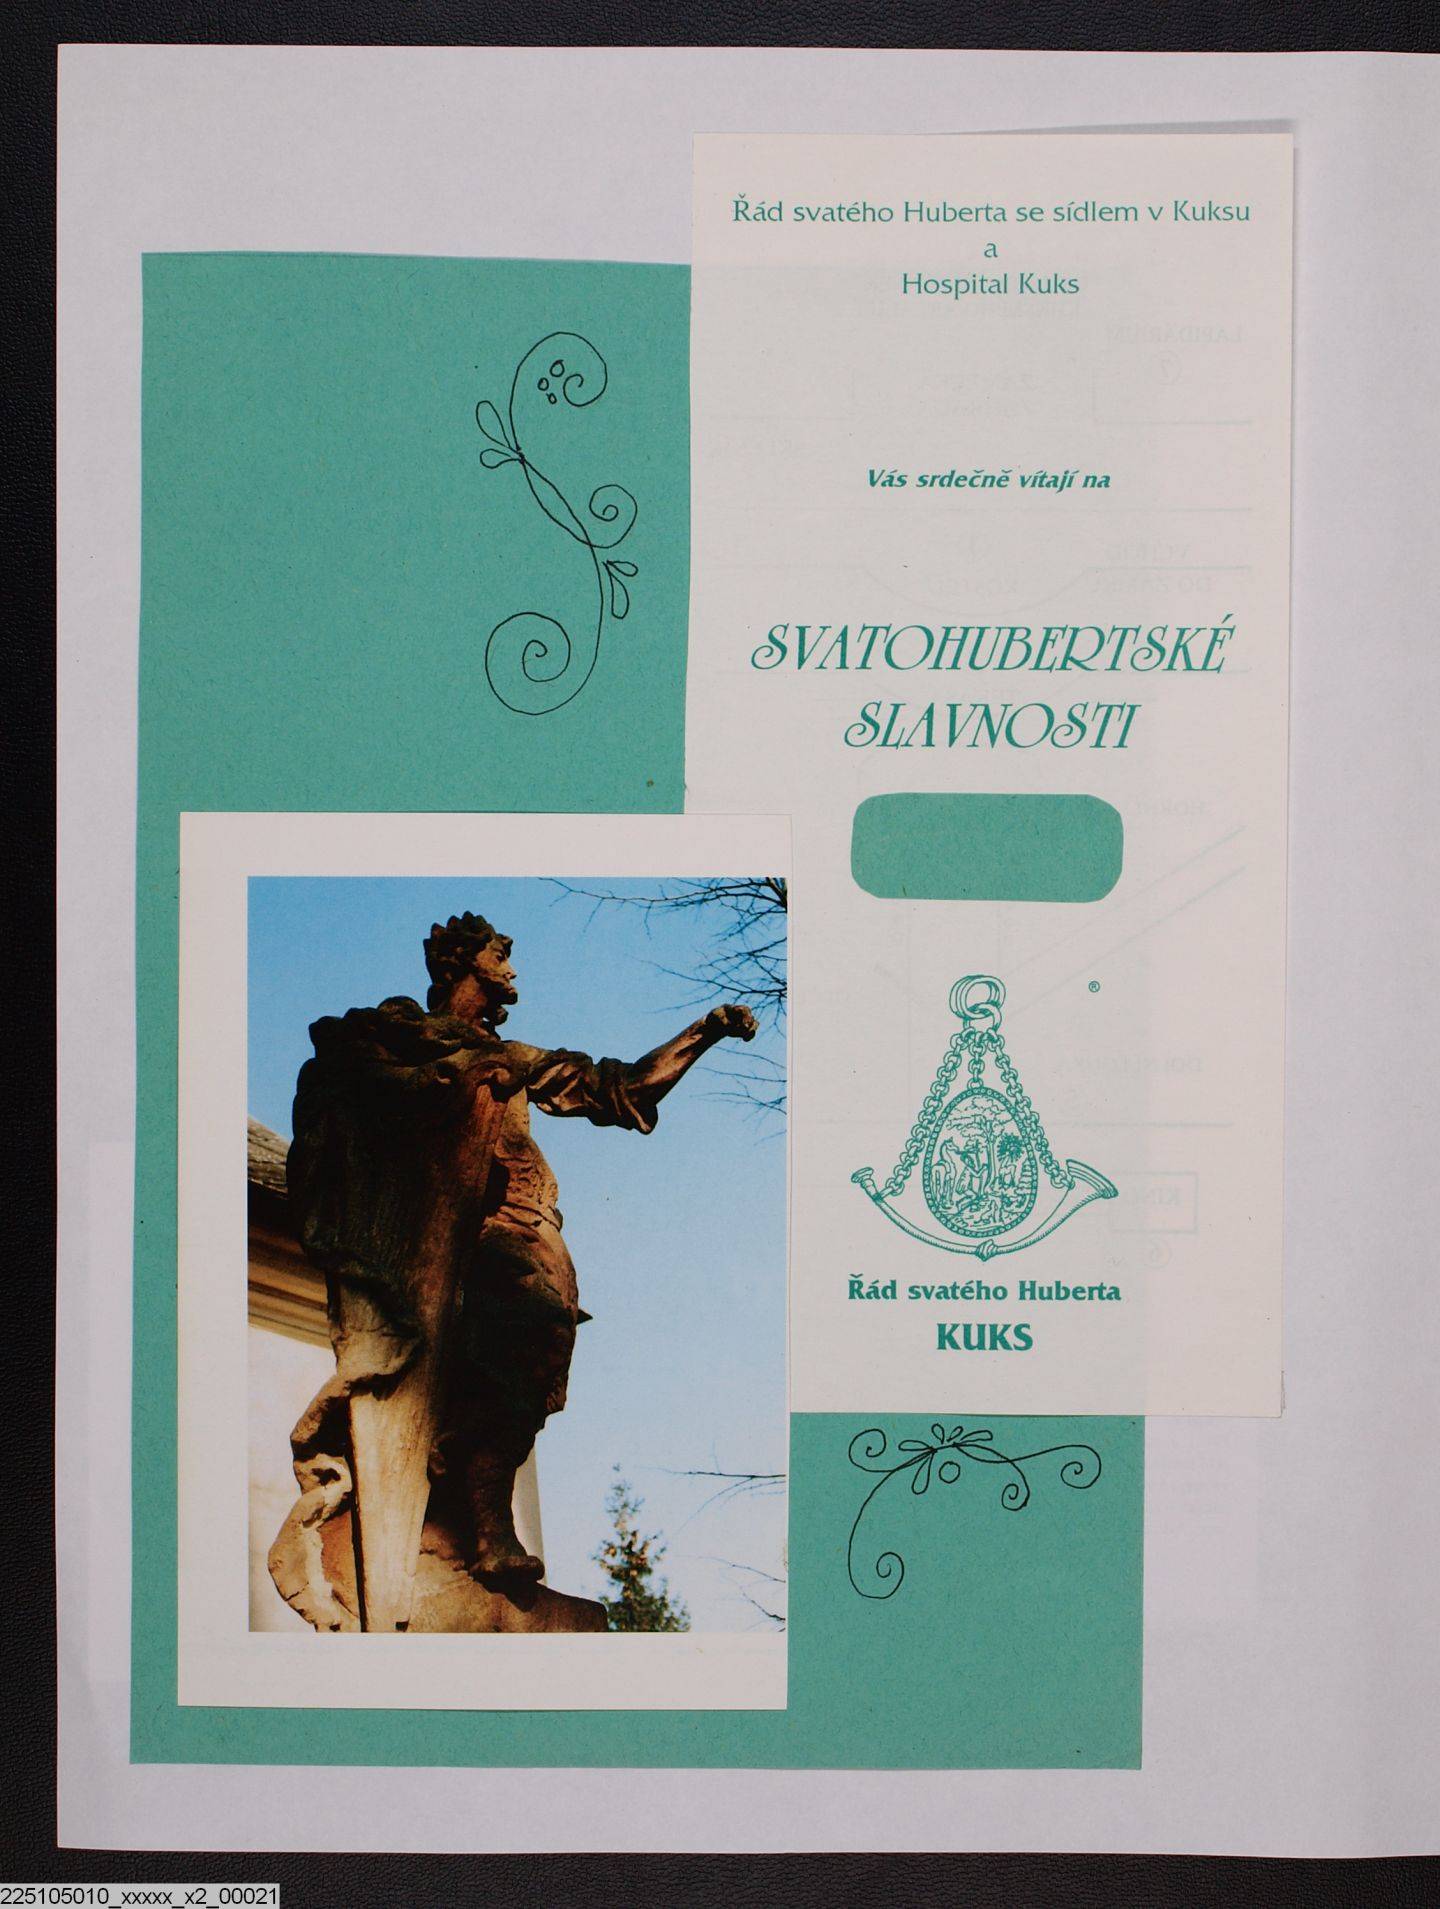 Řád svatého Huberta se sídlem v Kuksu
a
Hospital Kuks
Vás srdečně vítají na
SVATOHUBERTSKÉ
SLAVNOSTI
®
Řád svatého Huberta
KUKS
225105010_xxxxx_x2_00021